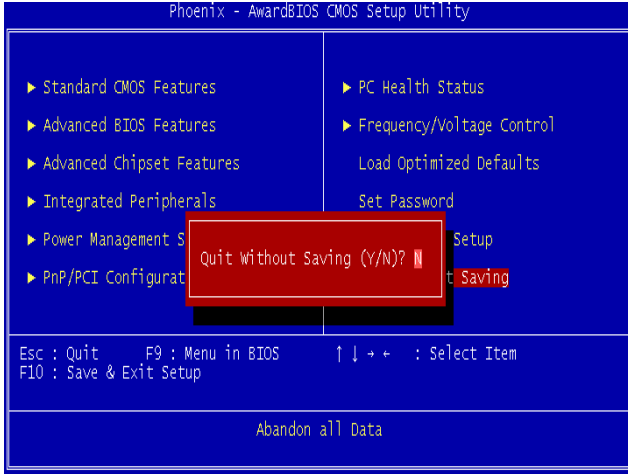 Phoenix - AwardBIOS CMOS Setup Utility
▶ Standard CMOS Features
▶ Advanced BIOS Features
▶ Advanced Chipset Features
▶ Integrated Peripherals
▶ Power Management S
▶ PnP/PCI Configurat
▶ PC Health Status
▶ Frequency/Voltage Control
Load Optimized Defaults
Set Password
Setup
t Saving
Quit Without Saving (Y/N)? N
Esc : Quit F9 : Menu in BIOS ↑ ↓ → ← : Select Item
F10 : Save & Exit Setup
Abandon all Data